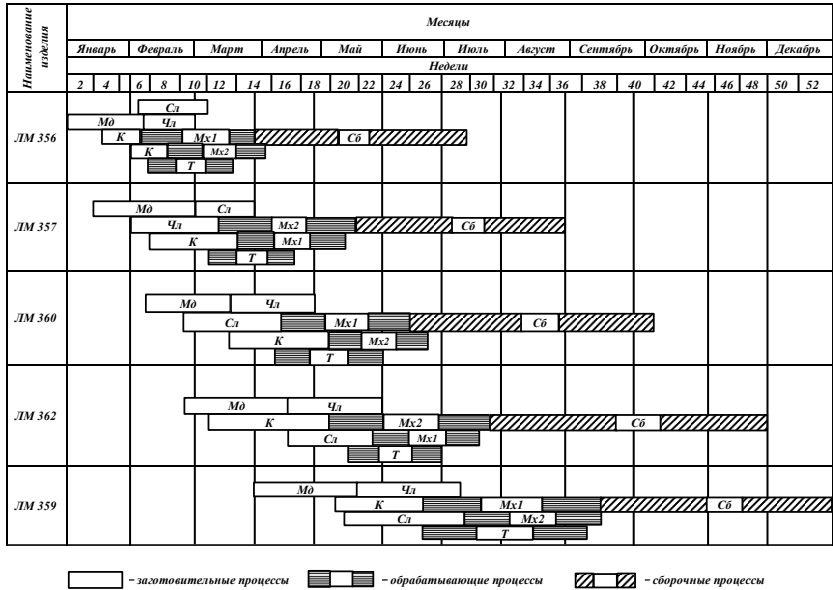 Наименование изделия
Месяцы
Январь Февраль Март Апрель Май Июнь Июль Август Сентябрь Октябрь Ноябрь Декабрь
Недели
2 4 6 8 10 12 14 16 18 20 22 24 26 28 30 32 34 36 38 40 42 44 46 48 50 52
Сл
Мд Чл
ЛМ 356 К Мх1 Сб
К Мх2
Т
Мд Сл
ЛМ 357 Чл Мх2 Сб
К Мх1
Т
Мд Чл
ЛМ 360 Сл Мх1 Сб
К Мх2
Т
Мд Чл
ЛМ 362 К Мх2 Сб
Сл Мх1
Т
Мд Чл
ЛМ 359 К Мх1 Сб
Сл Мх2
Т
– заготовительные процессы – обрабатывающие процессы – сборочные процессы